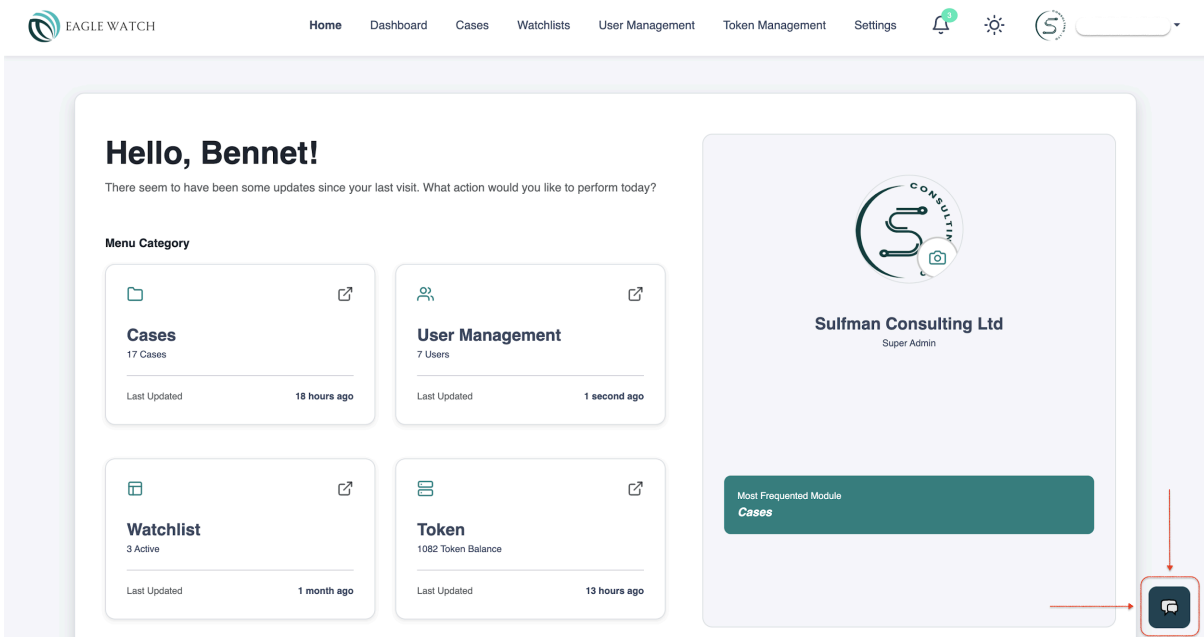 EAGLE WATCH
Home
Dashboard
Cases
Watchlists
User Management
Token Management
Settings
3
Hello, Bennet!
There seem to have been some updates since your last visit. What action would you like to perform today?
Menu Category
Cases
17 Cases
Last Updated
18 hours ago
User Management
7 Users
Last Updated
1 second ago
Watchlist
3 Active
Last Updated
1 month ago
Token
1082 Token Balance
Last Updated
13 hours ago
Sulfman Consulting Ltd
Super Admin
Most Frequented Module
Cases